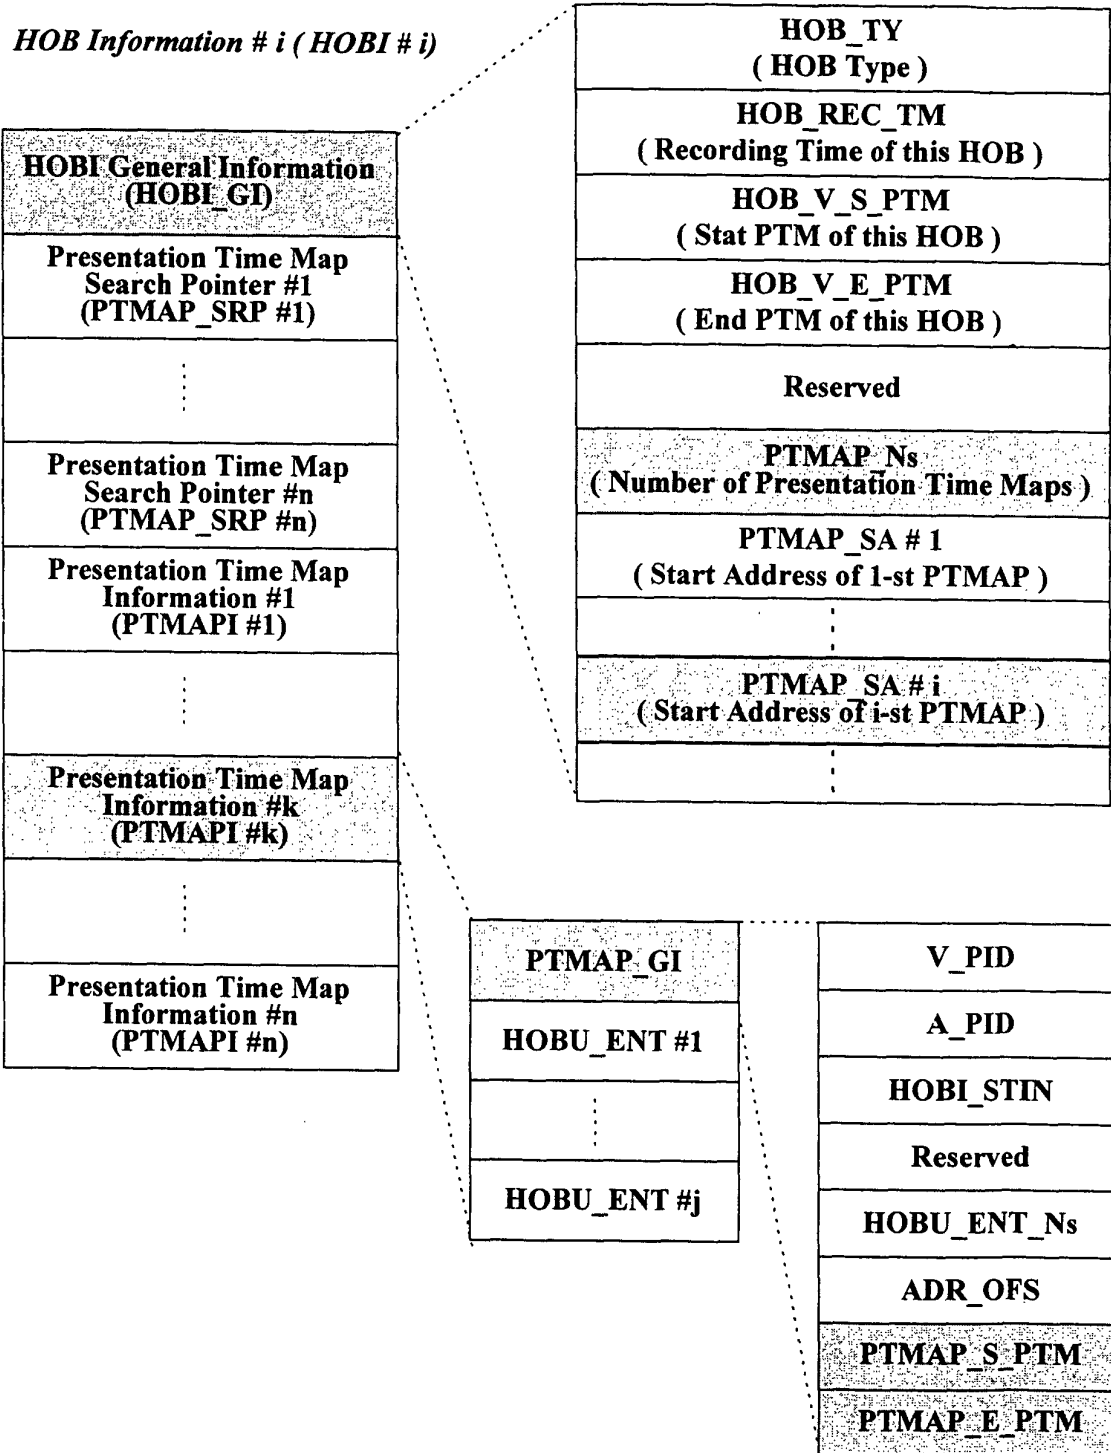 HOB Information # i ( HOBI # i)
HOBI General Information
(HOBI_GI)
Presentation Time Map
Search Pointer #1
(PTMAP_SRP #1)
Presentation Time Map
Search Pointer #n
(PTMAP_SRP #n)
Presentation Time Map
Information #1
(PTMAPI #1)
Presentation Time Map
Information #k
(PTMAPI #k)
Presentation Time Map
Information #n
(PTMAPI #n)
HOB_TY
( HOB Type )
HOB_REC_TM
( Recording Time of this HOB )
HOB_V_S_PTM
( Stat PTM of this HOB )
HOB_V_E_PTM
( End PTM of this HOB )
Reserved
PTMAP_Ns
( Number of Presentation Time Maps )
PTMAP_SA # 1
( Start Address of 1-st PTMAP )
PTMAP_SA # i
( Start Address of i-st PTMAP )
PTMAP_GI
HOBU_ENT #1
HOBU_ENT #j
V_PID
A_PID
HOBI_STIN
Reserved
HOBU_ENT_Ns
ADR_OFS
PTMAP_S_PTM
PTMAP_E_PTM